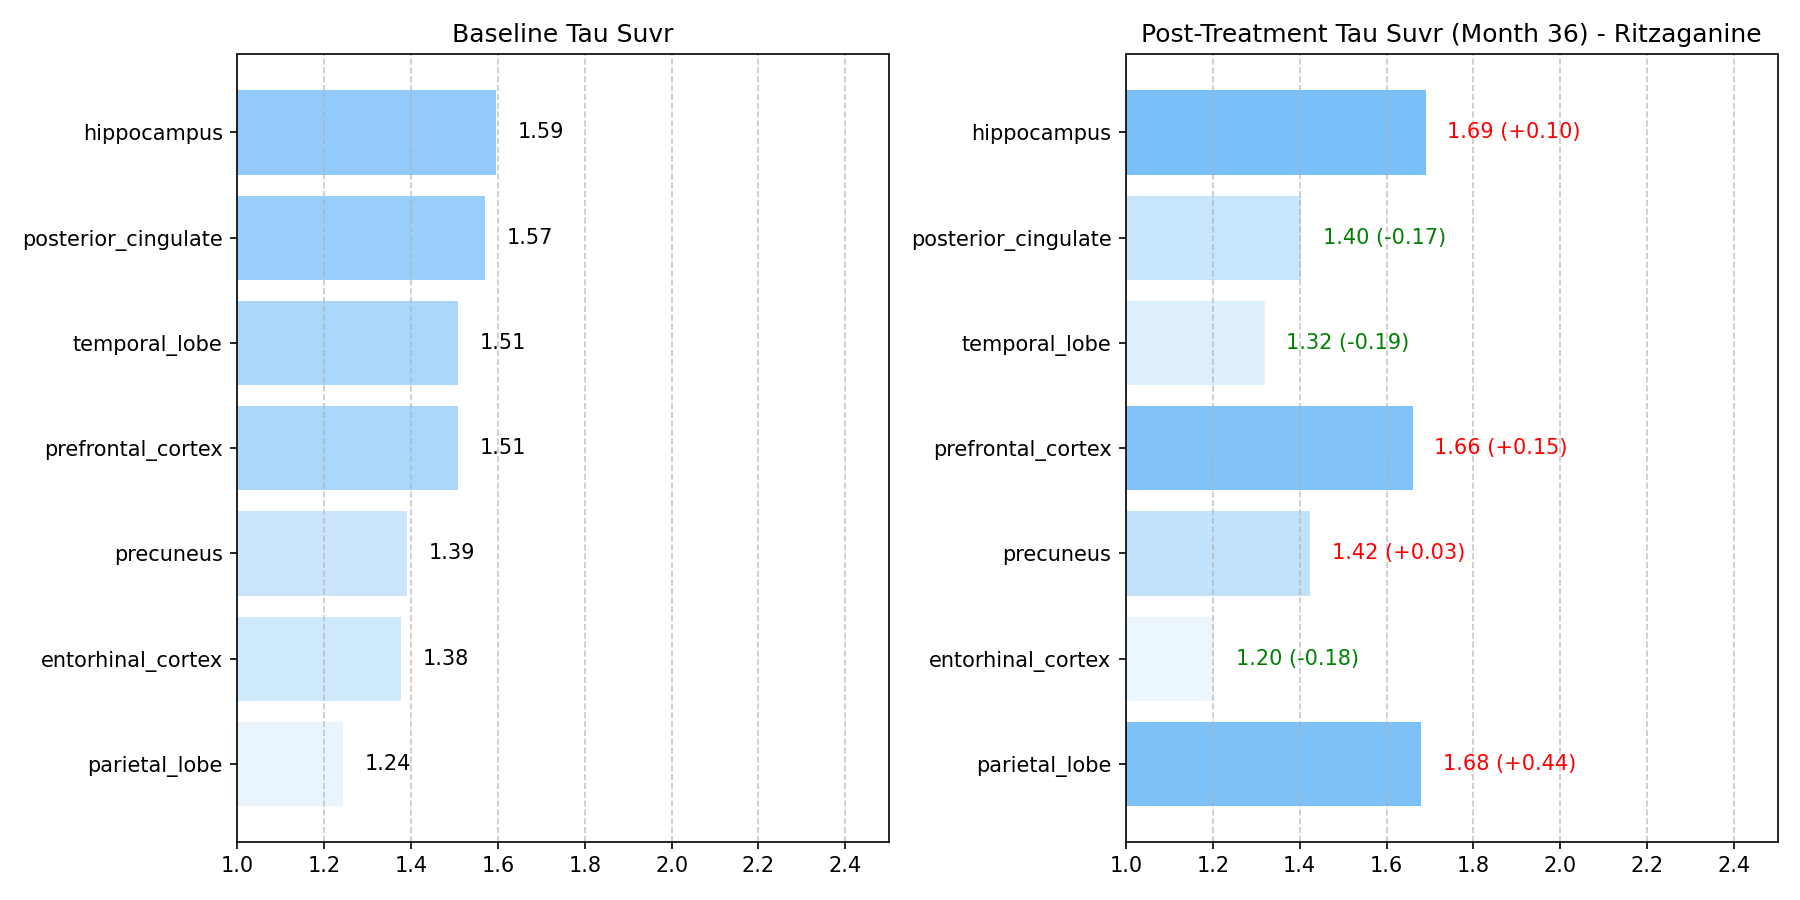 Baseline Tau Suvr
hippocampus
1.59
posterior_cingulate
1.57
temporal_lobe
1.51
prefrontal_cortex
1.51
precuneus
1.39
entorhinal_cortex
1.38
parietal_lobe
1.24
1.0 1.2 1.4 1.6 1.8 2.0 2.2 2.4
Post-Treatment Tau Suvr (Month 36) - Ritzaganine
hippocampus
1.69 (+0.10)
posterior_cingulate
1.40 (-0.17)
temporal_lobe
1.32 (-0.19)
prefrontal_cortex
1.66 (+0.15)
precuneus
1.42 (+0.03)
entorhinal_cortex
1.20 (-0.18)
parietal_lobe
1.68 (+0.44)
1.0 1.2 1.4 1.6 1.8 2.0 2.2 2.4